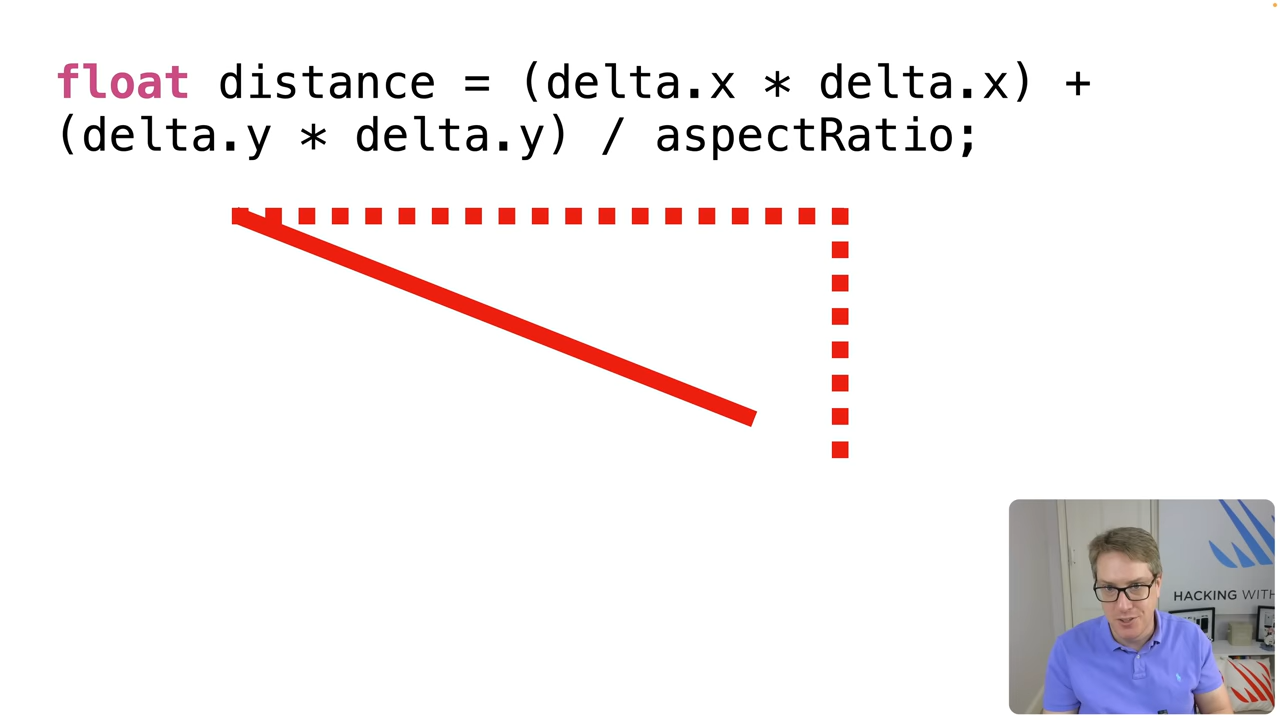 float distance = (delta.x * delta.x) +
(delta.y * delta.y) / aspectRatio;
HACKING WITH